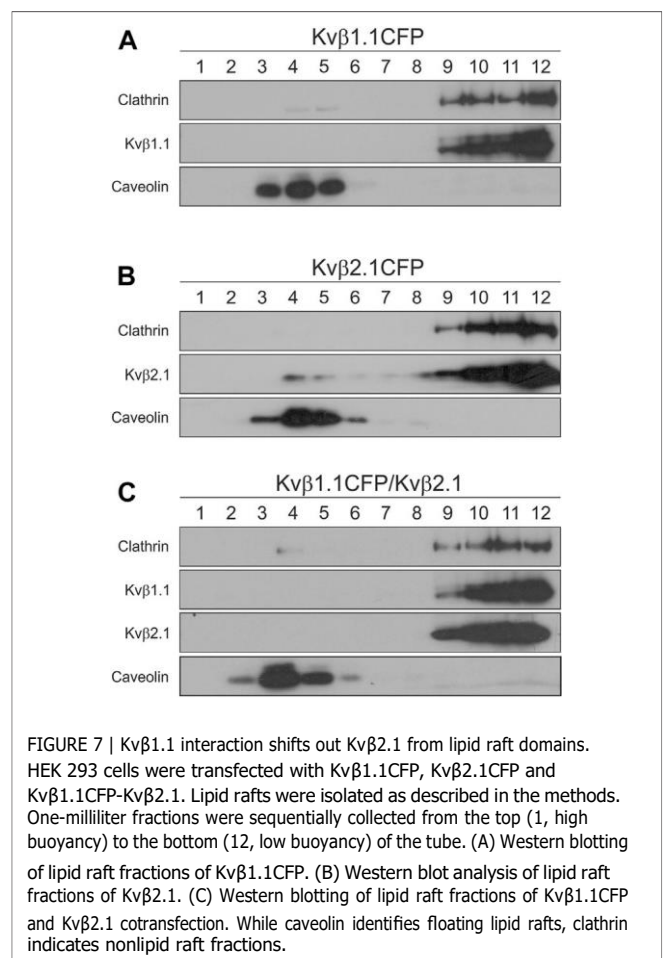 A
Kvβ1.1CFP
1 2 3 4 5 6 7 8 9 10 11 12
Clathrin
Kvβ1.1
Caveolin
B
Kvβ2.1CFP
1 2 3 4 5 6 7 8 9 10 11 12
Clathrin
Kvβ2.1
Caveolin
C
Kvβ1.1CFP/Kvβ2.1
1 2 3 4 5 6 7 8 9 10 11 12
Clathrin
Kvβ1.1
Kvβ2.1
Caveolin
FIGURE 7 | Kvβ1.1 interaction shifts out Kvβ2.1 from lipid raft domains.
HEK 293 cells were transfected with Kvβ1.1CFP, Kvβ2.1CFP and
Kvβ1.1CFP-Kvβ2.1. Lipid rafts were isolated as described in the methods.
One-milliliter fractions were sequentially collected from the top (1, high
buoyancy) to the bottom (12, low buoyancy) of the tube. (A) Western blotting
of lipid raft fractions of Kvβ1.1CFP. (B) Western blot analysis of lipid raft
fractions of Kvβ2.1. (C) Western blotting of lipid raft fractions of Kvβ1.1CFP
and Kvβ2.1 cotransfection. While caveolin identifies floating lipid rafts, clathrin
indicates nonlipid raft fractions.